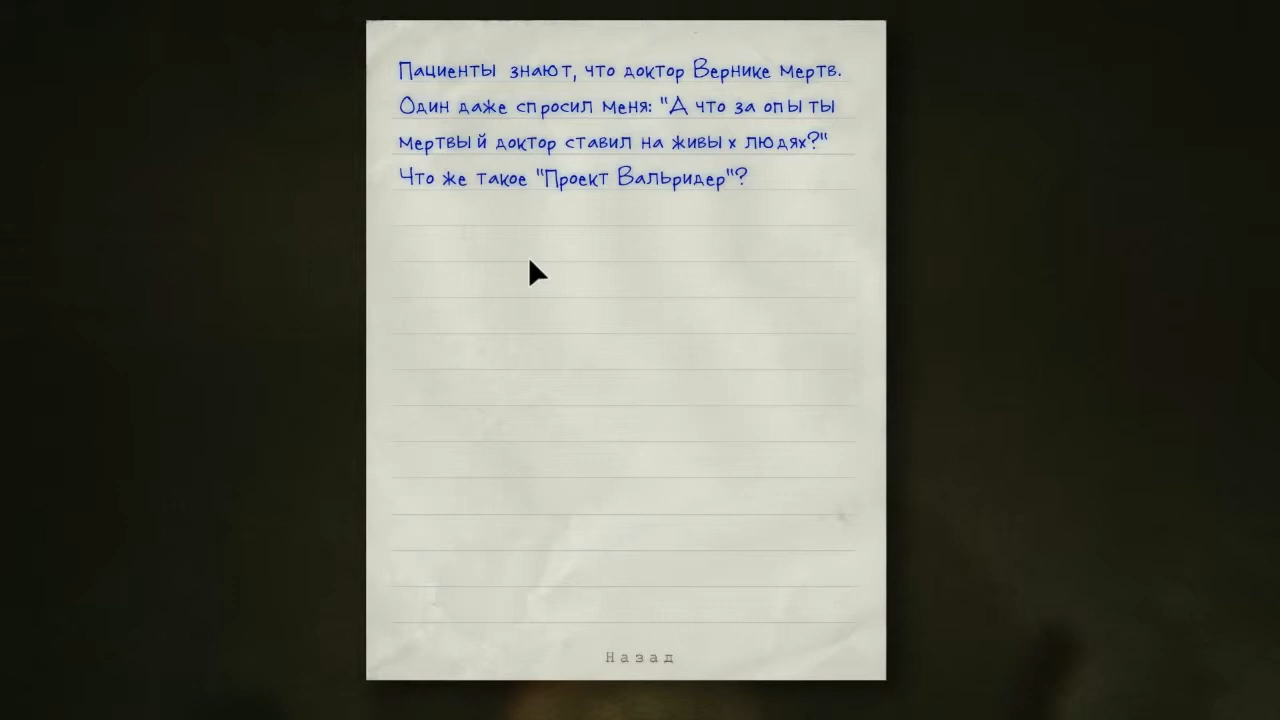 Пациенты знают, что доктор Вернике мертв.
Один даже спросил меня: "А что за опыты
мертвый доктор ставил на живых людях?"
Что же такое "Проект Вальридер"?
Назад